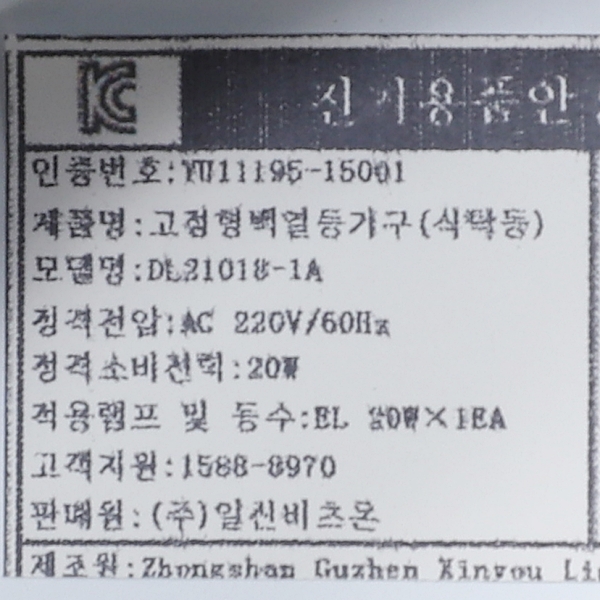 KC 전기용품안
인증번호:YU11195-15001
제품명:고정형백열등기구(식탁등)
모델명:DL21018-1A
정격전압:AC 220V/60Hz
정격소비전력:20W
적용램프 및 등수:EL 20W×1EA
고객지원:1588-8970
판매원:(주)일신비츠온
제조원:Zhongshan Guzhen Xinyou Li